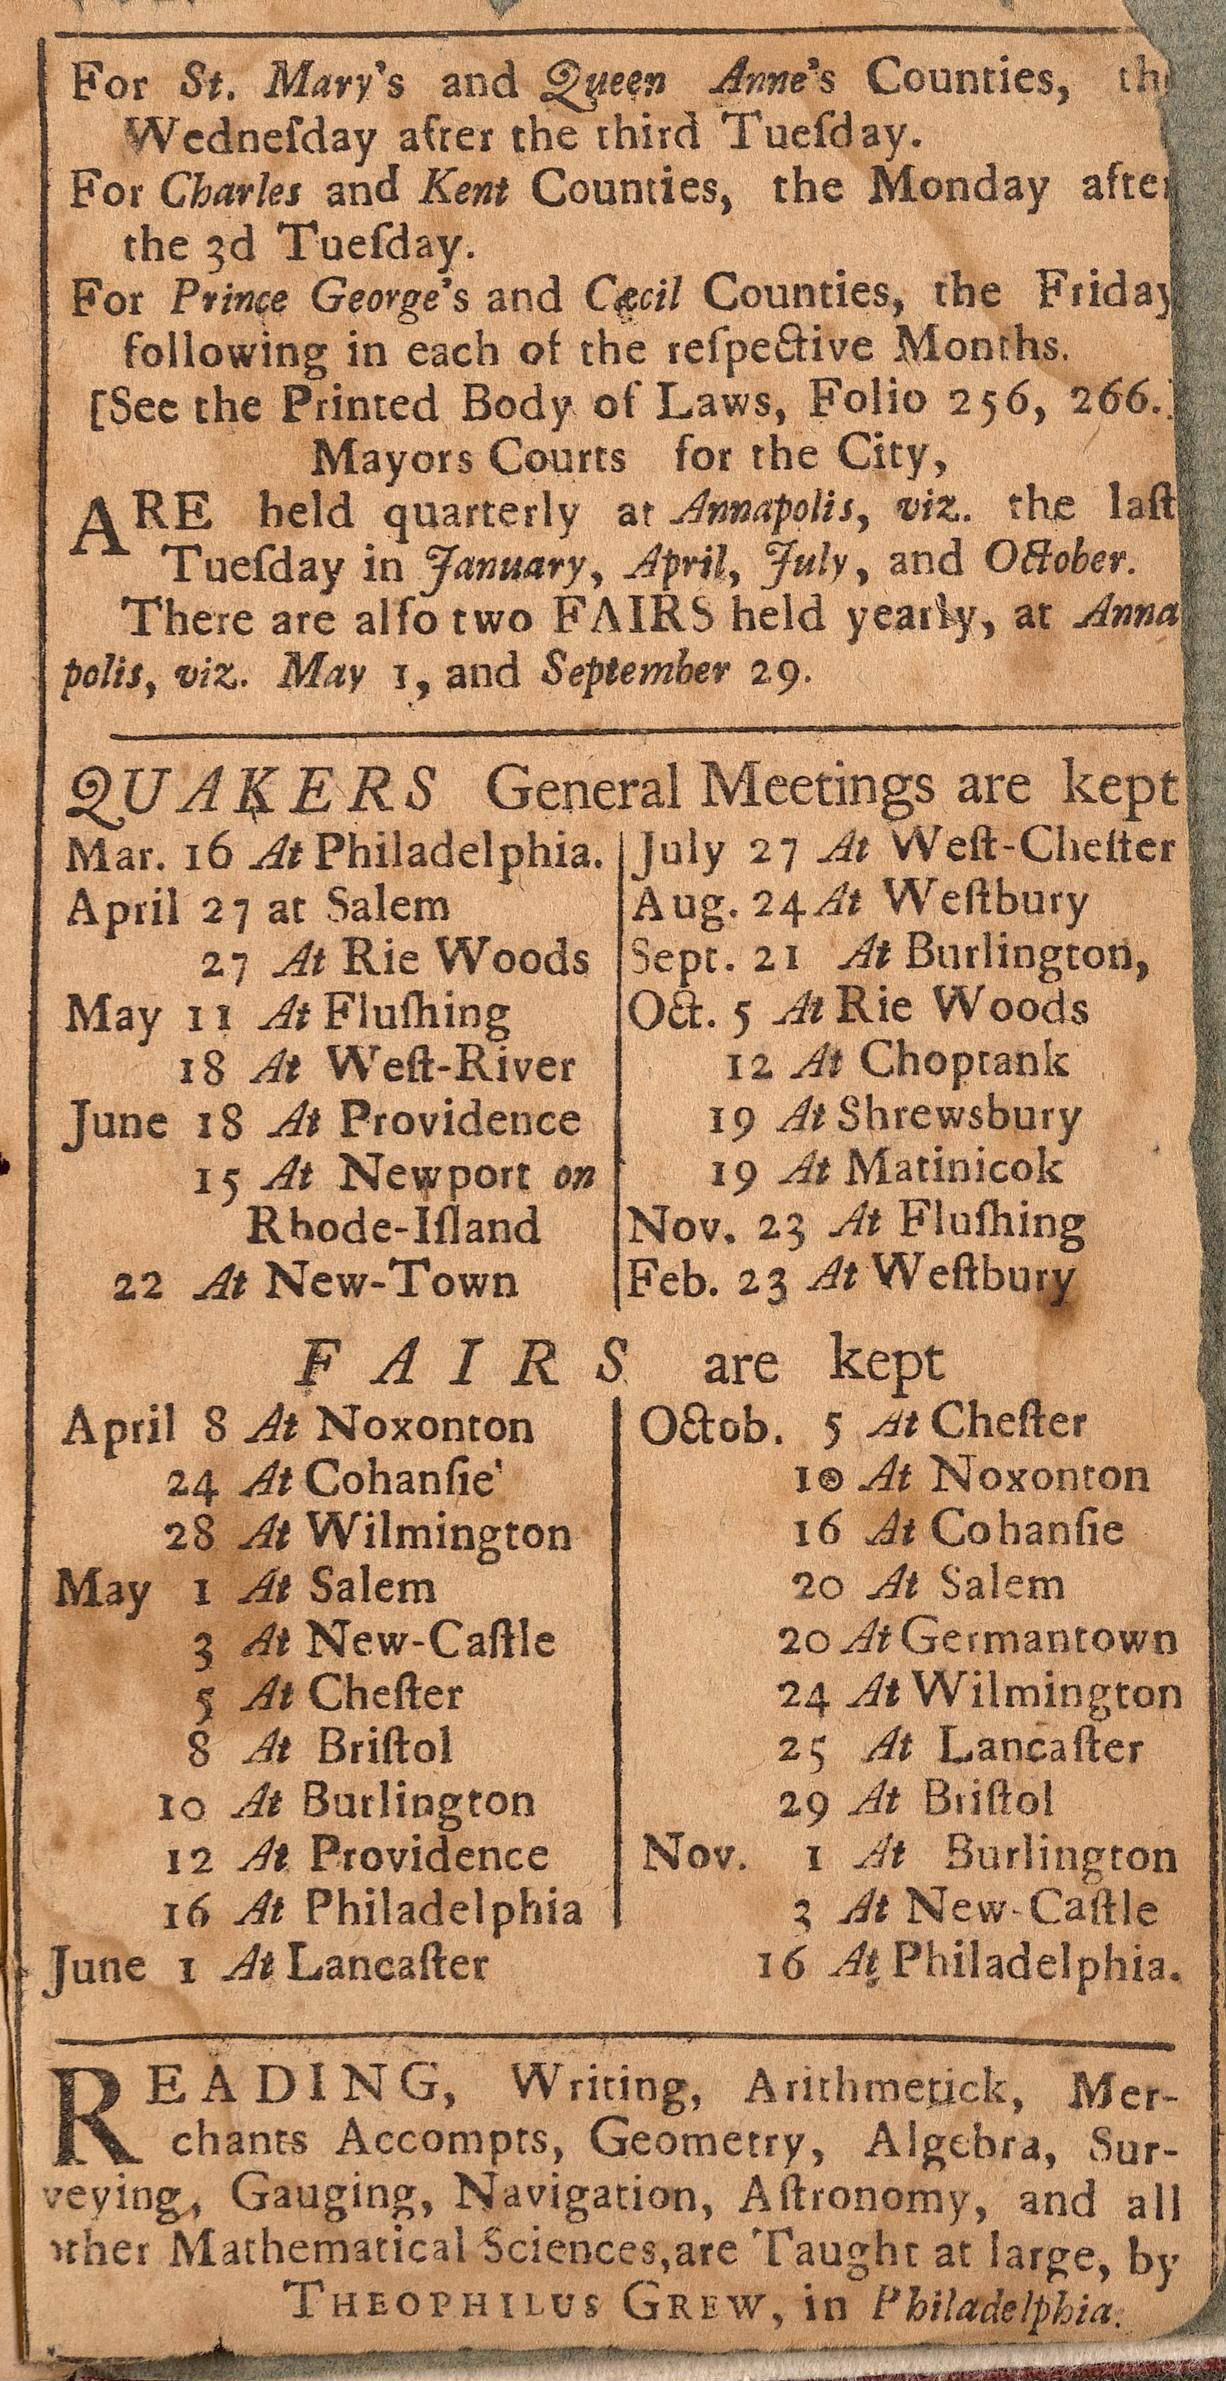 For St. Mary's and Queen Anne's Counties, the
Wedneſday after the third Tueſday.
For Charles and Kent Counties, the Monday after
the 3d Tueſday.
For Prince George's and Cæcil Counties, the Friday
following in each of the reſpective Months.
[See the Printed Body of Laws, Folio 256, 266.]
Mayors Courts for the City,
ARE held quarterly at Annapolis, viz. the laſt
Tueſday in January, April, July, and October.
There are alſo two FAIRS held yearly, at Anna
polis, viz. May 1, and September 29.
QUAKERS General Meetings are kept
Mar. 16 At Philadelphia.
April 27 at Salem
27 At Rie Woods
May 11 At Fluſhing
18 At Weſt-River
June 18 At Providence
15 At Newport on
Rhode-Iſland
22 At New-Town
July 27 At Weſt-Cheſter
Aug. 24 At Weſtbury
Sept. 21 At Burlington,
Oct. 5 At Rie Woods
12 At Choptank
19 At Shrewsbury
19 At Matinicok
Nov. 23 At Fluſhing
Feb. 23 At Weſtbury
FAIRS are kept
April 8 At Noxonton
24 At Cohanſie'
28 At Wilmington
May 1 At Salem
3 At New-Caſtle
5 At Cheſter
8 At Briſtol
10 At Burlington
12 At Providence
16 At Philadelphia
June 1 At Lancaſter
Octob. 5 At Cheſter
10 At Noxonton
16 At Cohanſie
20 At Salem
20 At Germantown
24 At Wilmington
25 At Lancaſter
29 At Briſtol
Nov. 1 At Burlington
3 At New-Caſtle
16 At Philadelphia.
READING, Writing, Arithmetick, Mer-
chants Accompts, Geometry, Algebra, Sur-
veying, Gauging, Navigation, Aſtronomy, and all
other Mathematical Sciences, are Taught at large, by
THEOPHILUS GREW, in Philadelphia.